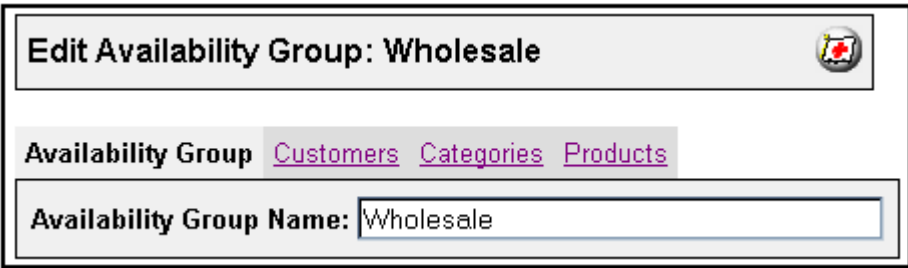 Edit Availability Group: Wholesale
Availability Group Customers Categories Products
Availability Group Name: Wholesale